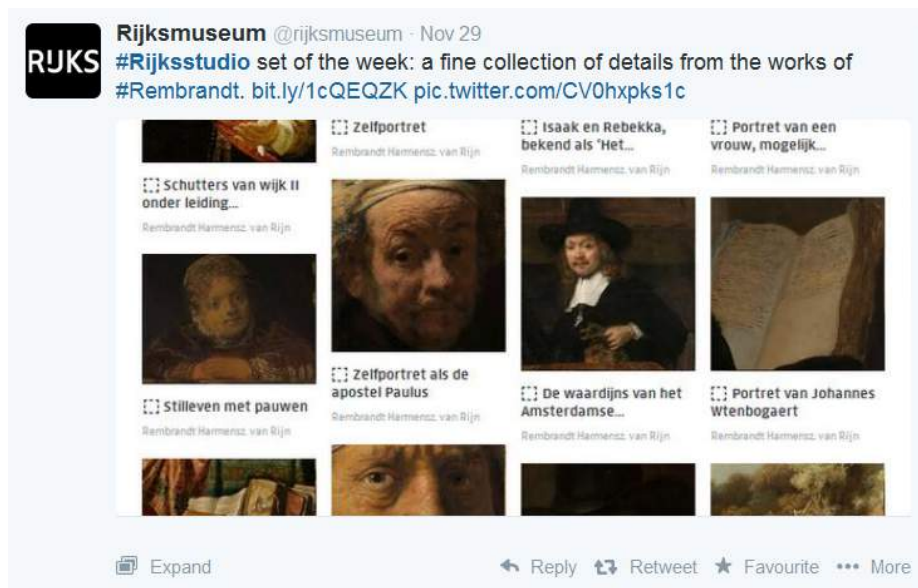 RIJKS
Rijksmuseum @rijksmuseum · Nov 29
#Rijksstudio set of the week: a fine collection of details from the works of
#Rembrandt. bit.ly/1cQEQZK pic.twitter.com/CV0hxpks1c
Schutters van wijk II
onder leiding...
Rembrandt Harmensz. van Rijn
Stilleven met pauwen
Rembrandt Harmensz. van Rijn
Zelfportret
Rembrandt Harmensz. van Rijn
Zelfportret als de
apostel Paulus
Rembrandt Harmensz. van Rijn
Isaak en Rebekka,
bekend als 'Het...
Rembrandt Harmensz. van Rijn
De waardijns van het
Amsterdamse...
Rembrandt Harmensz. van Rijn
Portret van een
vrouw, mogelijk...
Rembrandt Harmensz. van Rijn
Portret van Johannes
Wtenbogaert
Rembrandt Harmensz. van Rijn
Expand Reply Retweet Favourite More